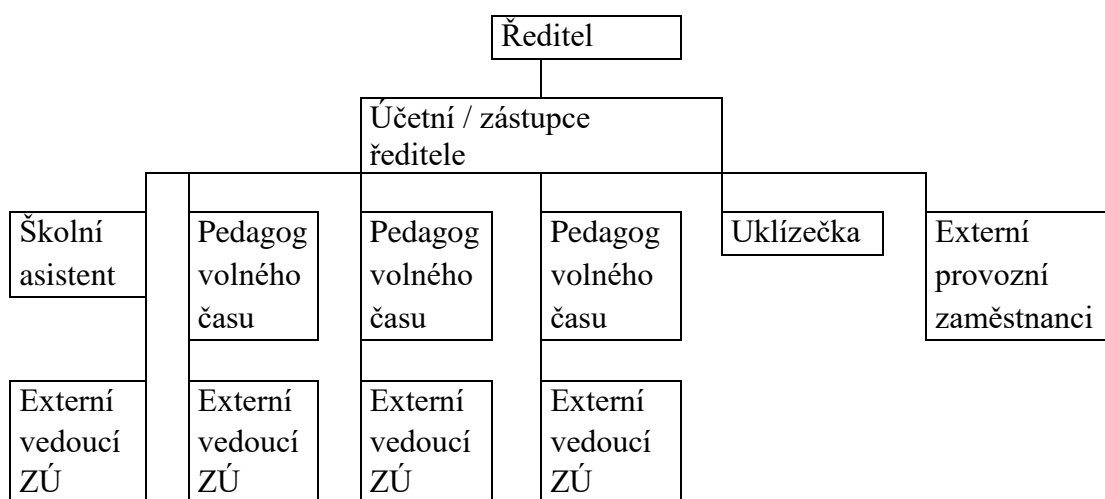 Ředitel
Účetní / zástupce
ředitele
Školní
asistent
Pedagog
volného
času
Pedagog
volného
času
Pedagog
volného
času
Uklízečka
Externí
provozní
zaměstnanci
Externí
vedoucí
ZÚ
Externí
vedoucí
ZÚ
Externí
vedoucí
ZÚ
Externí
vedoucí
ZÚ